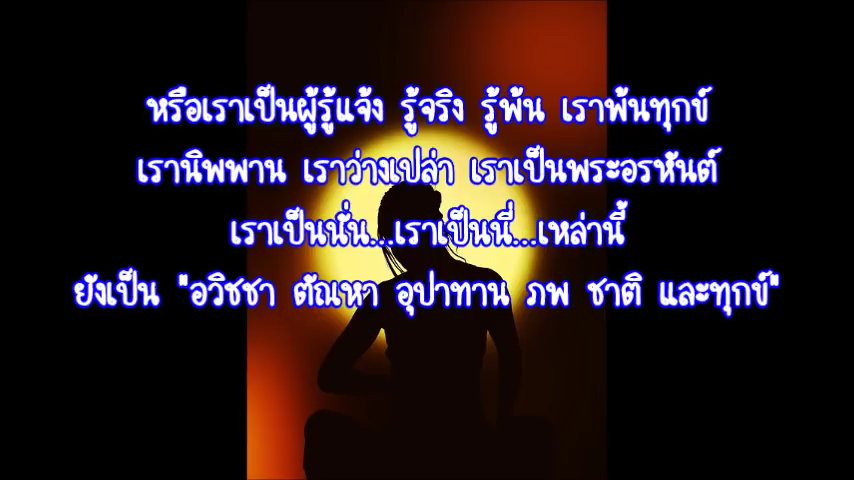 หรือเราเป็นผู้รู้แจ้ง รู้จริง รู้พ้น เราพ้นทุกข์
เรานิพพาน เราว่างเปล่า เราเป็นพระอรหันต์
เราเป็นนั่น...เราเป็นนี่...เหล่านี้
ยังเป็น "อวิชชา ตัณหา อุปาทาน ภพ ชาติ และทุกข์"